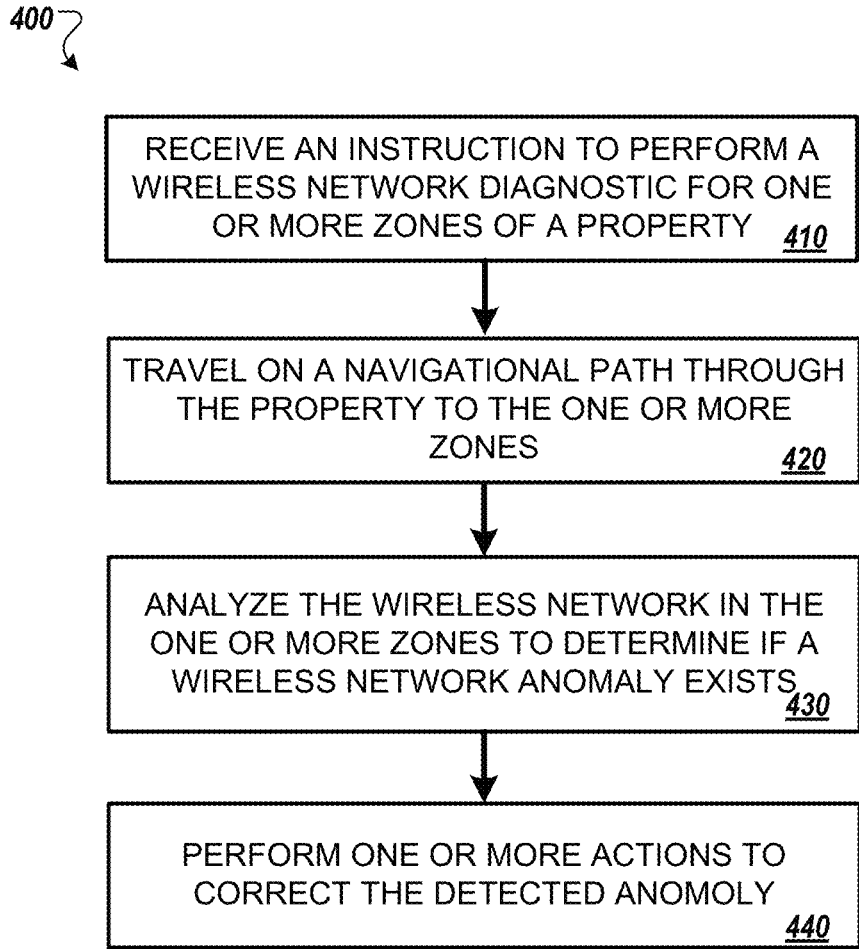 400
RECEIVE AN INSTRUCTION TO PERFORM A
WIRELESS NETWORK DIAGNOSTIC FOR ONE
OR MORE ZONES OF A PROPERTY
410
TRAVEL ON A NAVIGATIONAL PATH THROUGH
THE PROPERTY TO THE ONE OR MORE
ZONES
420
ANALYZE THE WIRELESS NETWORK IN THE
ONE OR MORE ZONES TO DETERMINE IF A
WIRELESS NETWORK ANOMALY EXISTS
430
PERFORM ONE OR MORE ACTIONS TO
CORRECT THE DETECTED ANOMOLY
440